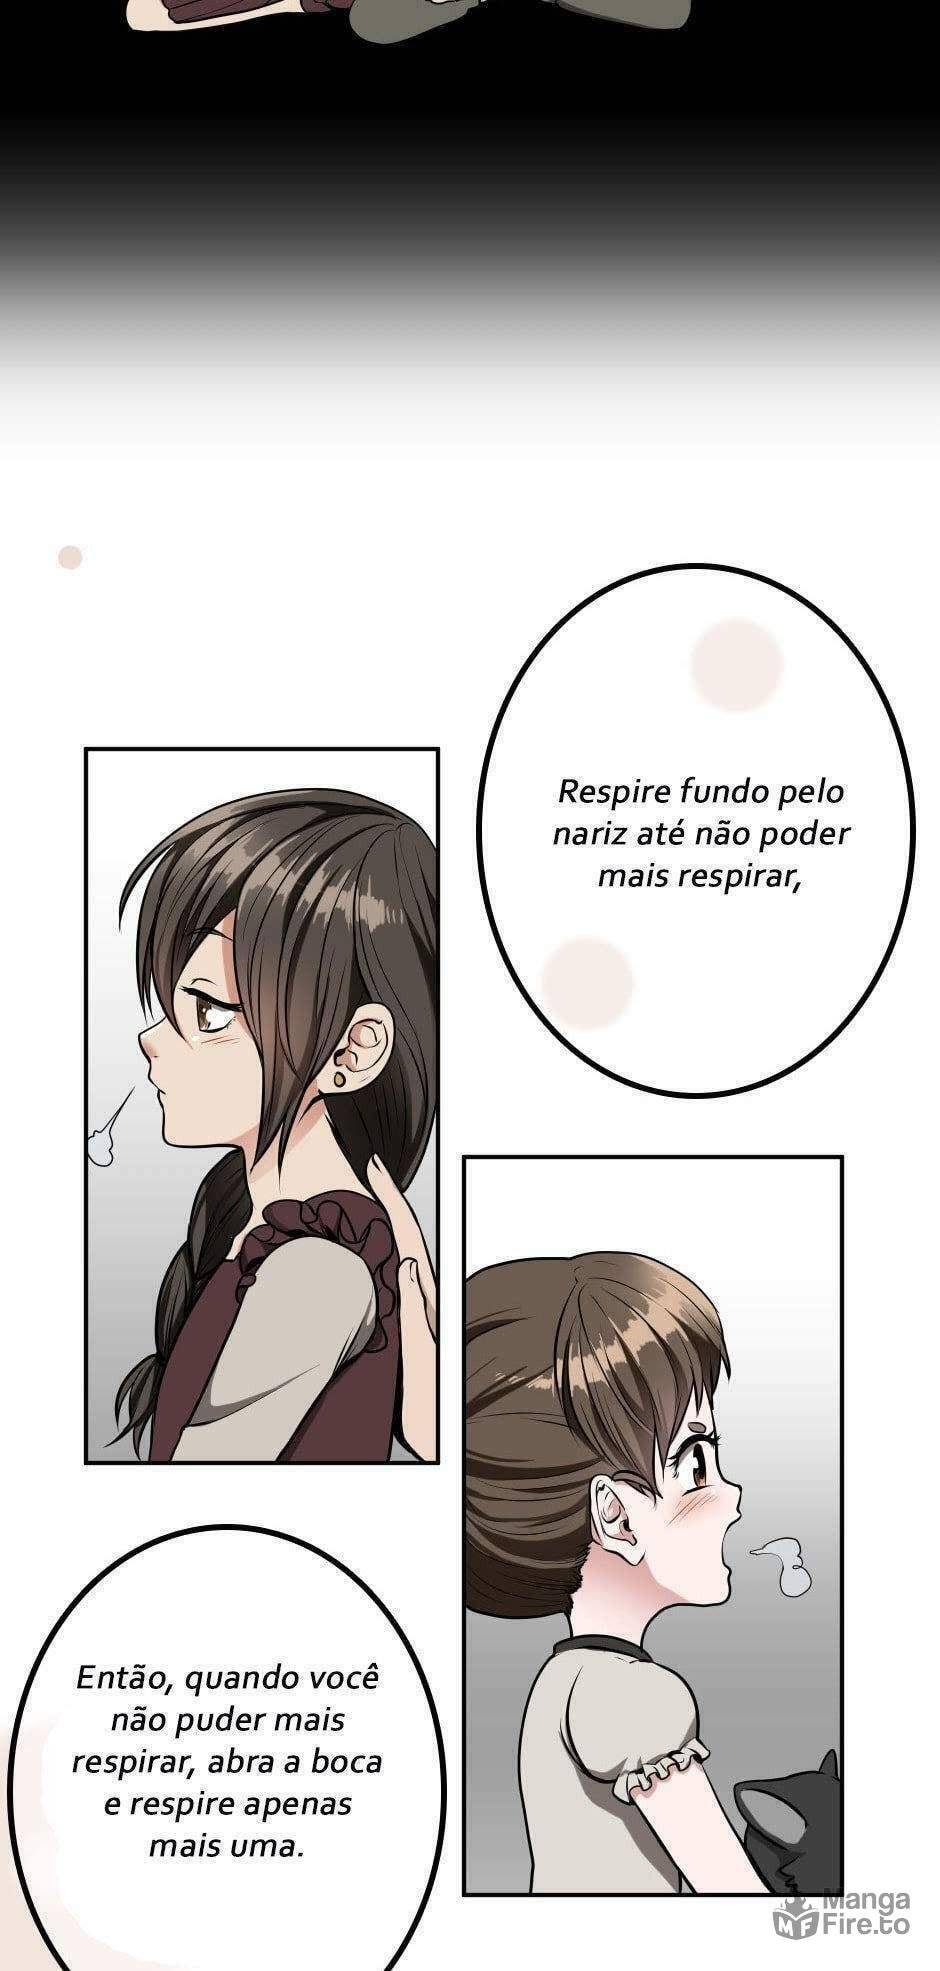 Respire fundo pelo
nariz até não poder
mais respirar,
Então, quando você
não puder mais
respirar, abra a boca
e respire apenas
mais uma.
Manga
Fire.to